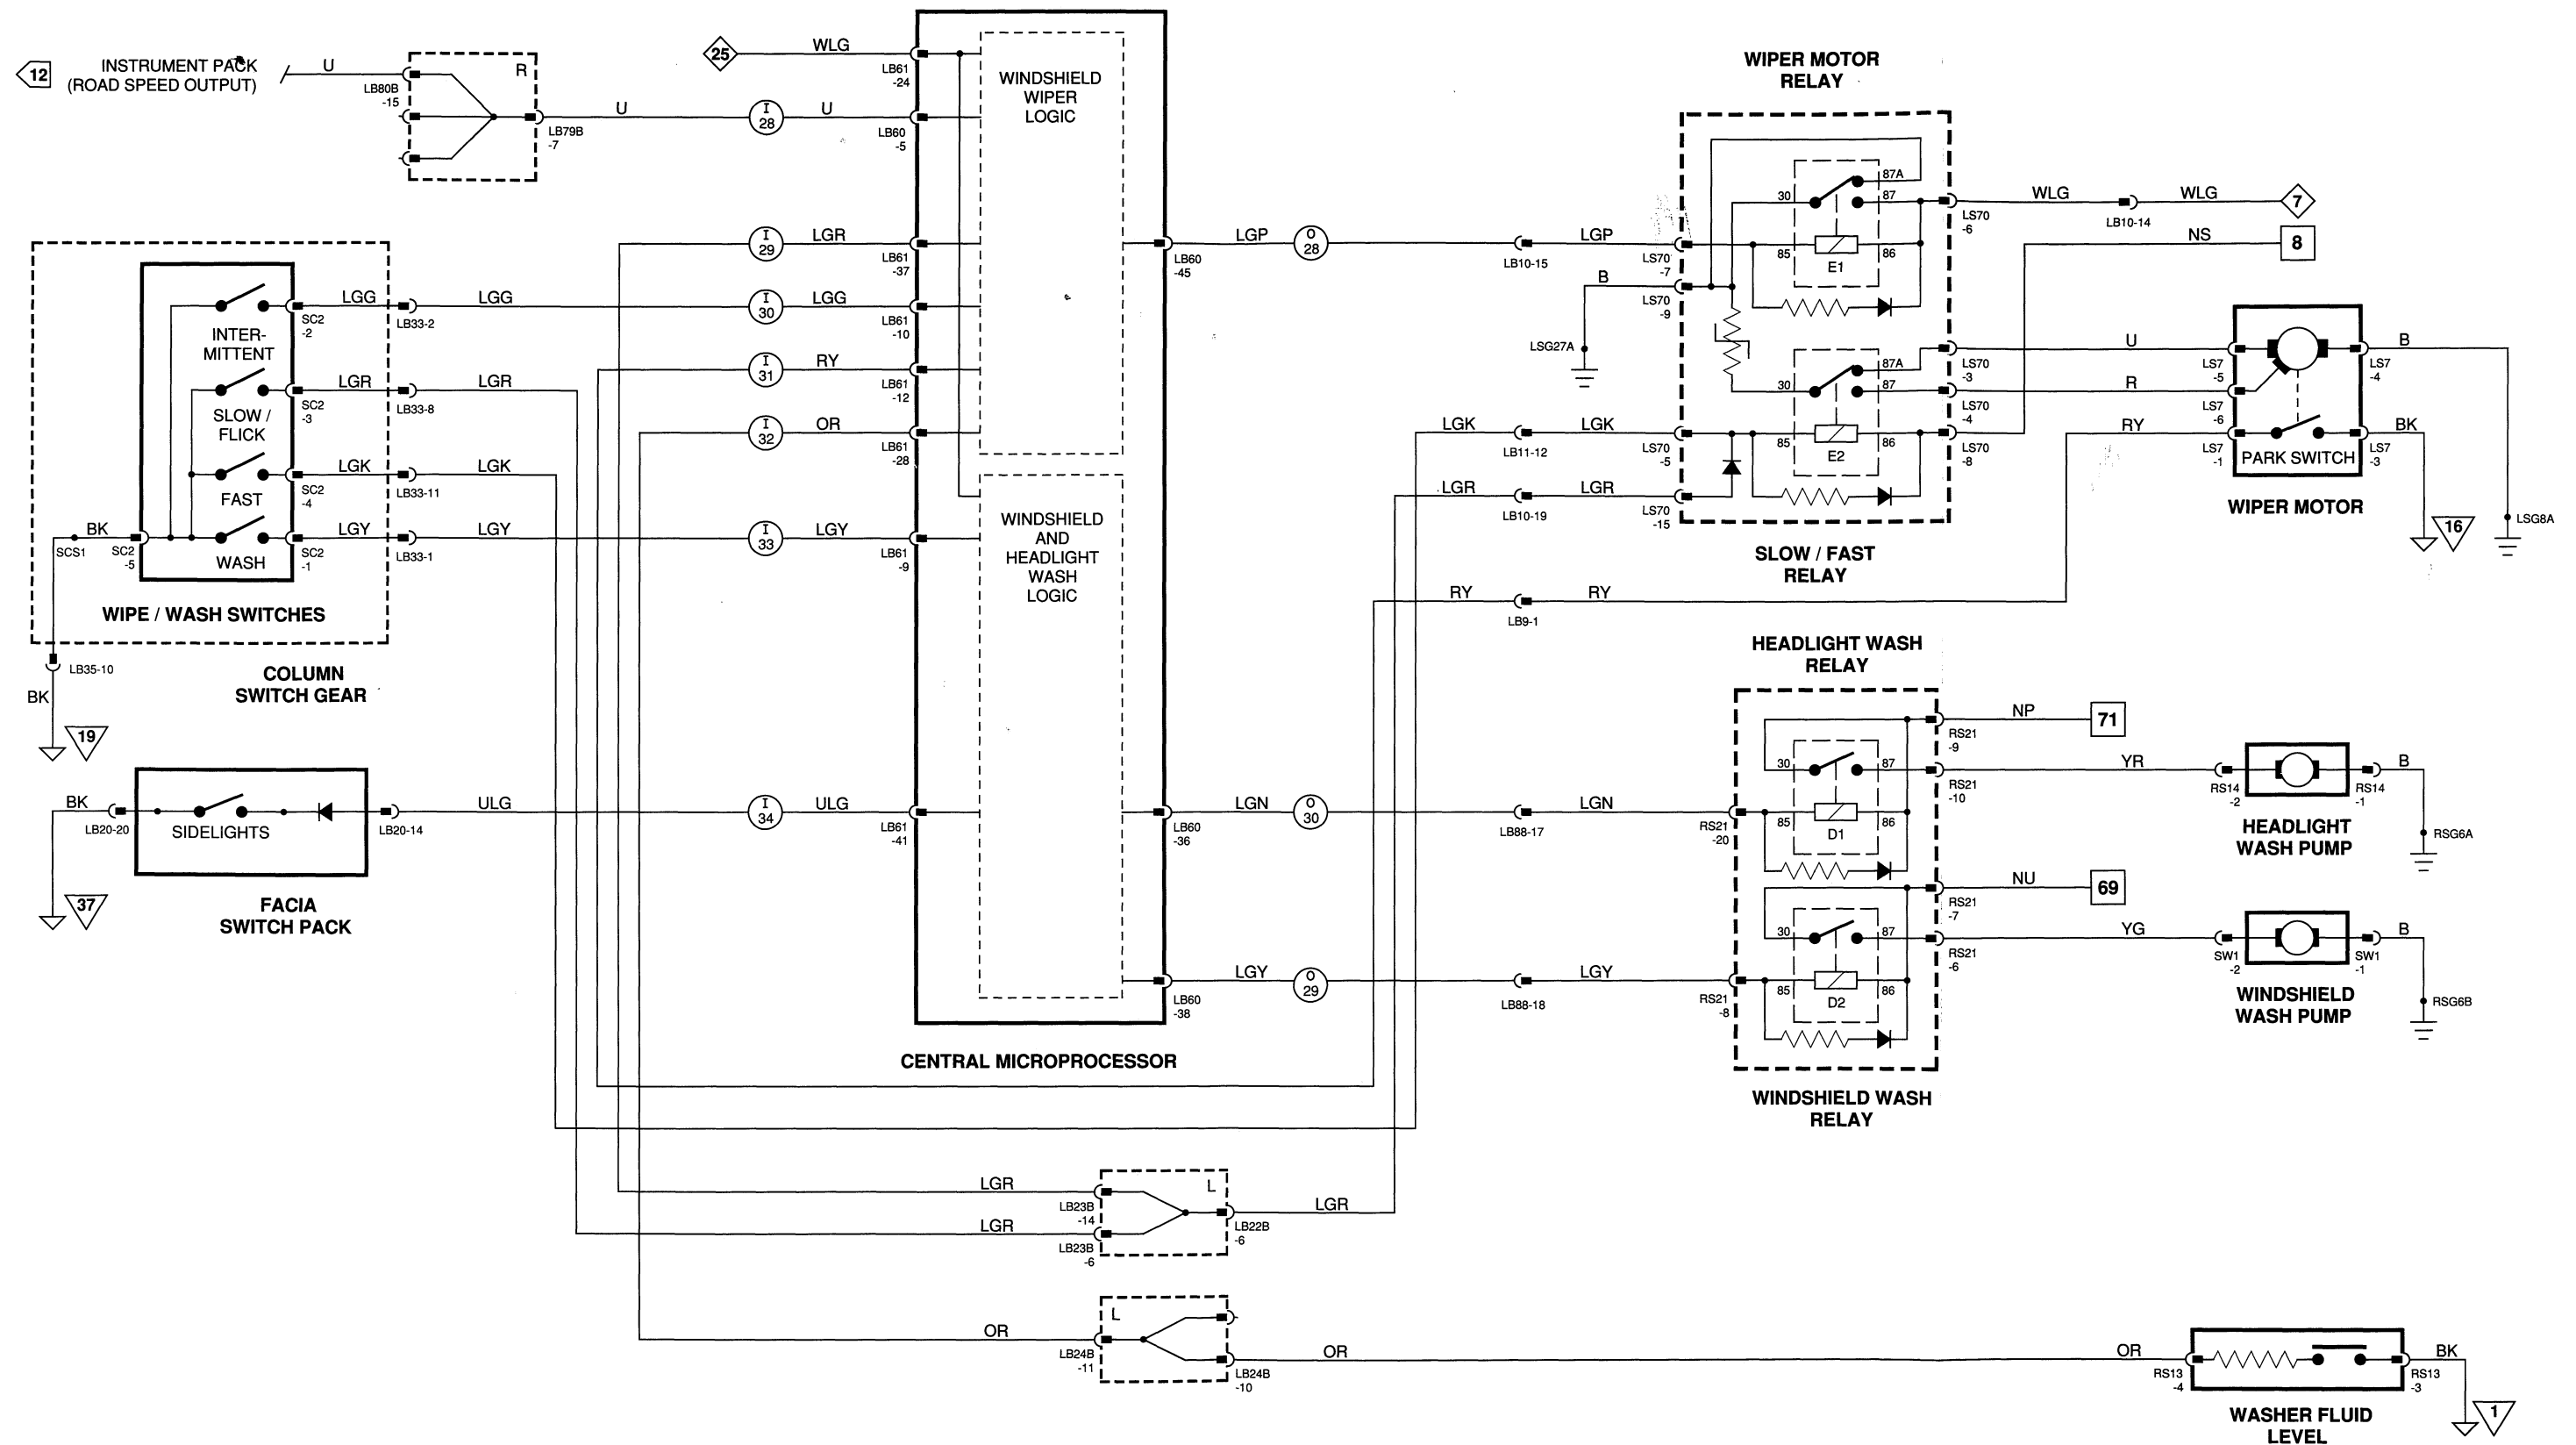 12
INSTRUMENT PACK
(ROAD SPEED OUTPUT)
U
LB80B
-15
R
LB79B
-7
U
I
28
U
LB60
-5
25
WLG
LB61
-24
WINDSHIELD
WIPER
LOGIC
I
29
LGR
LB61
-37
I
30
LGG
LB61
-10
I
31
RY
LB61
-12
I
32
OR
LB61
-28
I
33
LGY
LB61
-9
I
34
ULG
LB61
-41
WINDSHIELD
AND
HEADLIGHT
WASH
LOGIC
CENTRAL MICROPROCESSOR
INTER-
MITTENT
SLOW /
FLICK
FAST
WASH
SC2
-2
LGG
LB33-2
LGG
SC2
-3
LGR
LB33-8
LGR
SC2
-4
LGK
LB33-11
LGK
SC2
-1
LGY
LB33-1
LGY
BK
SCS1
SC2
-5
WIPE / WASH SWITCHES
COLUMN
SWITCH GEAR
LB35-10
BK
19
BK
LB20-20
SIDELIGHTS
LB20-14
ULG
37
FACIA
SWITCH PACK
LB60
-45
LGP
O
28
LB10-15
LGP
LS70
-7
B
LS70
-9
LSG27A
WIPER MOTOR
RELAY
30
87A
87
85
86
E1
30
87A
87
85
86
E2
LS70
-6
WLG
LB10-14
WLG
7
NS
8
LS70
-3
U
LS7
-5
LS70
-4
R
LS7
-6
LS70
-8
RY
LS7
-1
PARK SWITCH
LS7
-4
B
LS7
-3
BK
16
LSG8A
WIPER MOTOR
LGK
LB11-12
LGK
LS70
-5
LGR
LB10-19
LGR
LS70
-15
SLOW / FAST
RELAY
RY
LB9-1
RY
HEADLIGHT WASH
RELAY
30
87
85
86
D1
30
87
85
86
D2
RS21
-9
NP
71
RS21
-10
YR
RS14
-2
RS14
-1
B
RSG6A
HEADLIGHT
WASH PUMP
LB60
-36
LGN
O
30
LB88-17
LGN
RS21
-20
RS21
-7
NU
69
RS21
-6
YG
SW1
-2
SW1
-1
B
RSG6B
WINDSHIELD
WASH PUMP
LB60
-38
LGY
O
29
LB88-18
LGY
RS21
-8
WINDSHIELD WASH
RELAY
LGR
LB23B
-14
LGR
LB23B
-6
L
LB22B
-6
LGR
OR
LB24B
-11
L
LB24B
-10
OR
OR
RS13
-4
RS13
-3
BK
1
WASHER FLUID
LEVEL